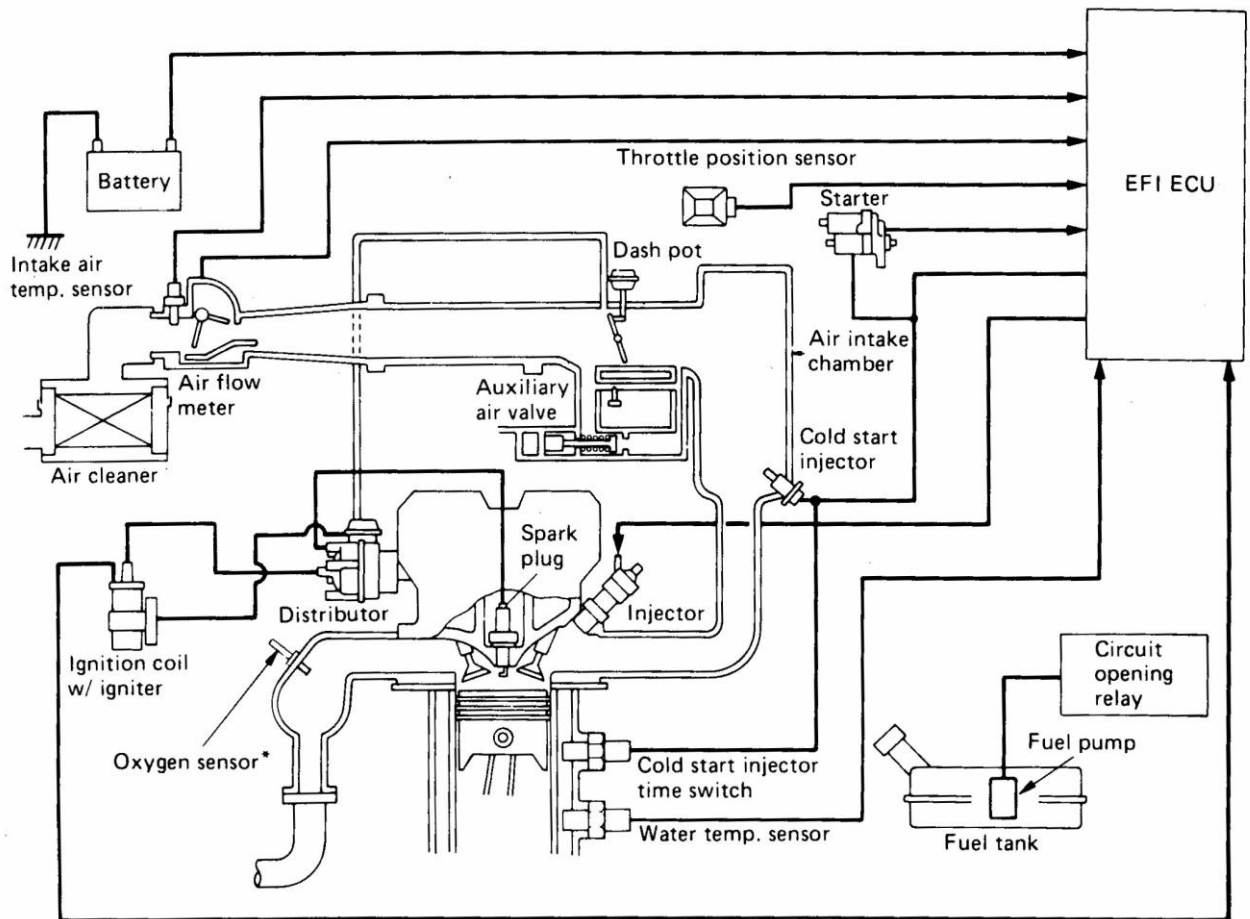 EFI ECU
Battery
Throttle position sensor
Starter
Intake air
temp. sensor
Dash pot
Air intake
chamber
Air flow
meter
Auxiliary
air valve
Cold start
injector
Air cleaner
Spark
plug
Distributor
Injector
Ignition coil
w/ igniter
Circuit
opening
relay
Oxygen sensor*
Fuel pump
Cold start injector
time switch
Water temp. sensor
Fuel tank